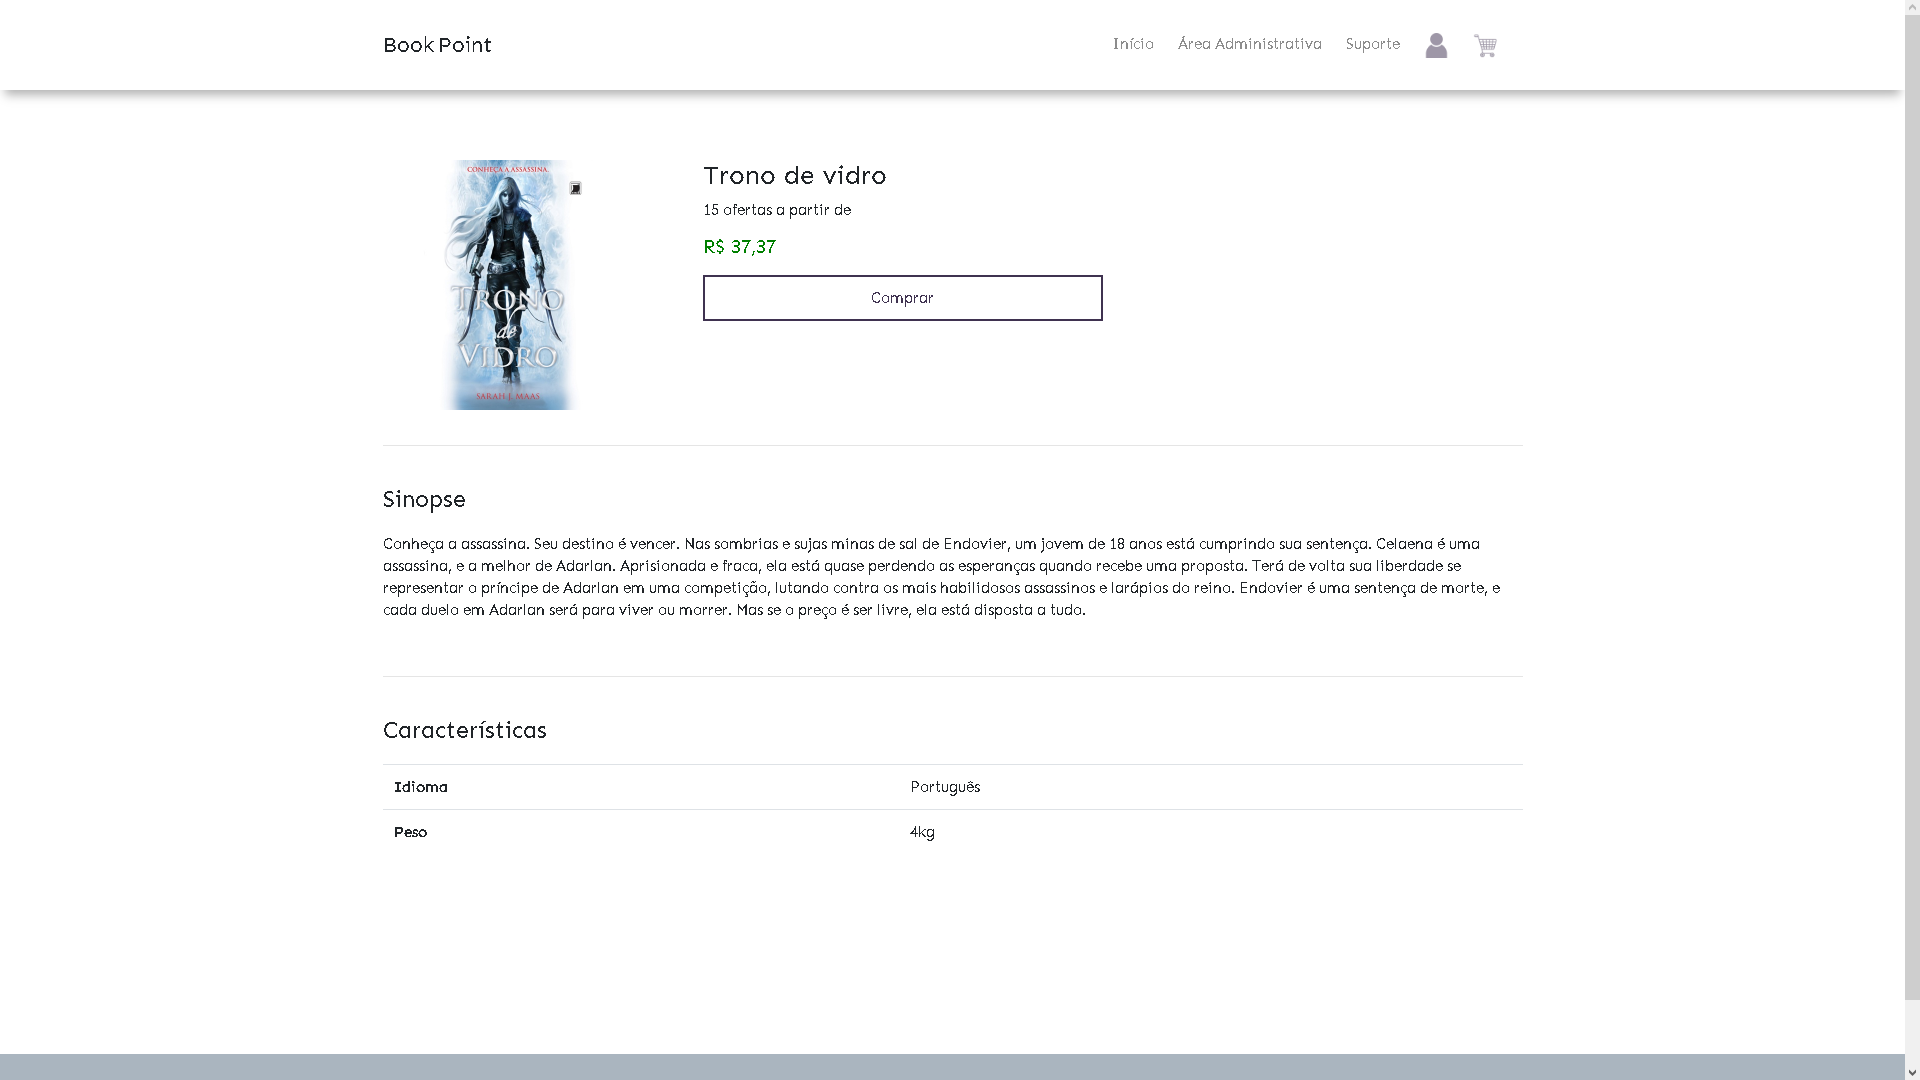 Book Point
Início
Área Administrativa
Suporte
CONHEÇA A ASSASSINA.
TRONO
de
VIDRO
SARAH J. MAAS
Trono de vidro
15 ofertas a partir de
R$ 37,37
Comprar
Sinopse
Conheça a assassina. Seu destino é vencer. Nas sombrias e sujas minas de sal de Endovier, um jovem de 18 anos está cumprindo sua sentença. Celaena é uma
assassina, e a melhor de Adarlan. Aprisionada e fraca, ela está quase perdendo as esperanças quando recebe uma proposta. Terá de volta sua liberdade se
representar o príncipe de Adarlan em uma competição, lutando contra os mais habilidosos assassinos e larápios do reino. Endovier é uma sentença de morte, e
cada duelo em Adarlan será para viver ou morrer. Mas se o preço é ser livre, ela está disposta a tudo.
Características
Idioma
Português
Peso
4kg